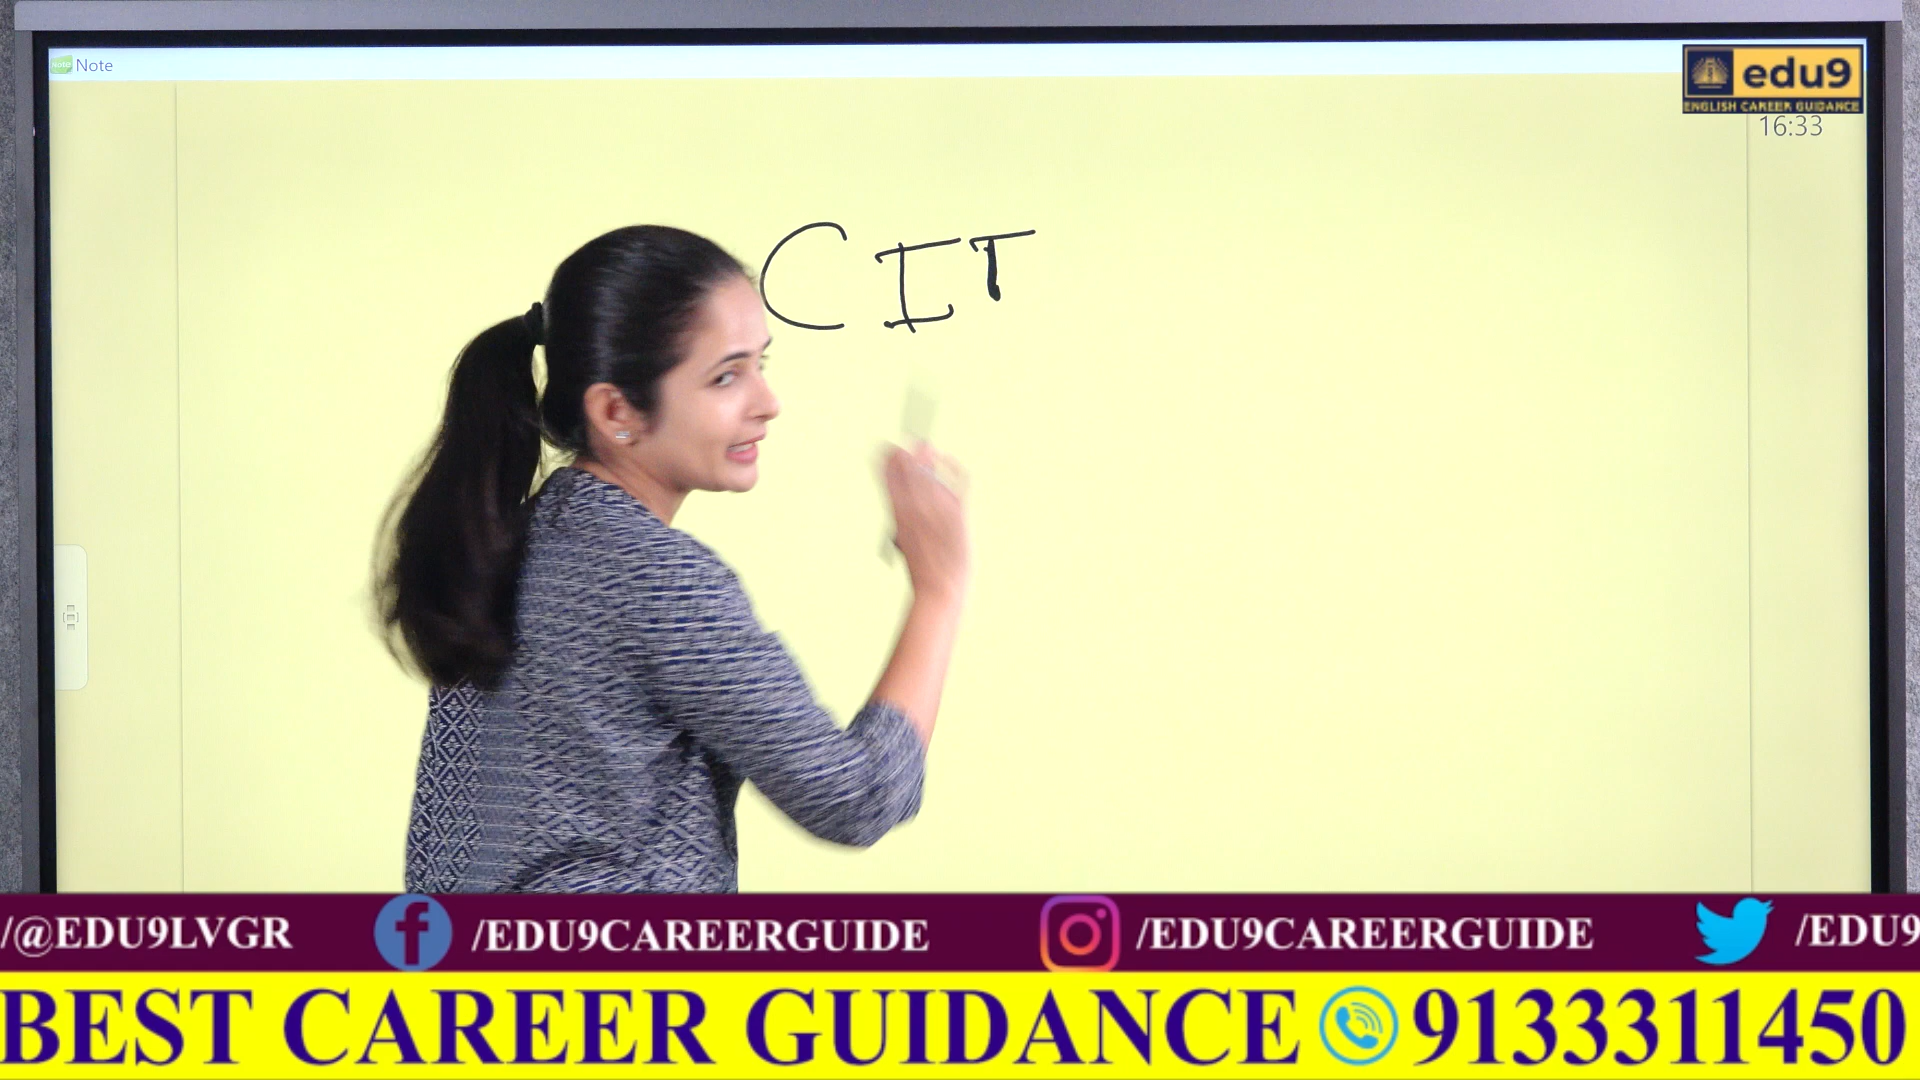 Note
edu9
ENGLISH CAREER GUIDANCE
16:33
CIT
/@EDU9LVGR /EDU9CAREERGUIDE /EDU9CAREERGUIDE /EDU9
BEST CAREER GUIDANCE 9133311450